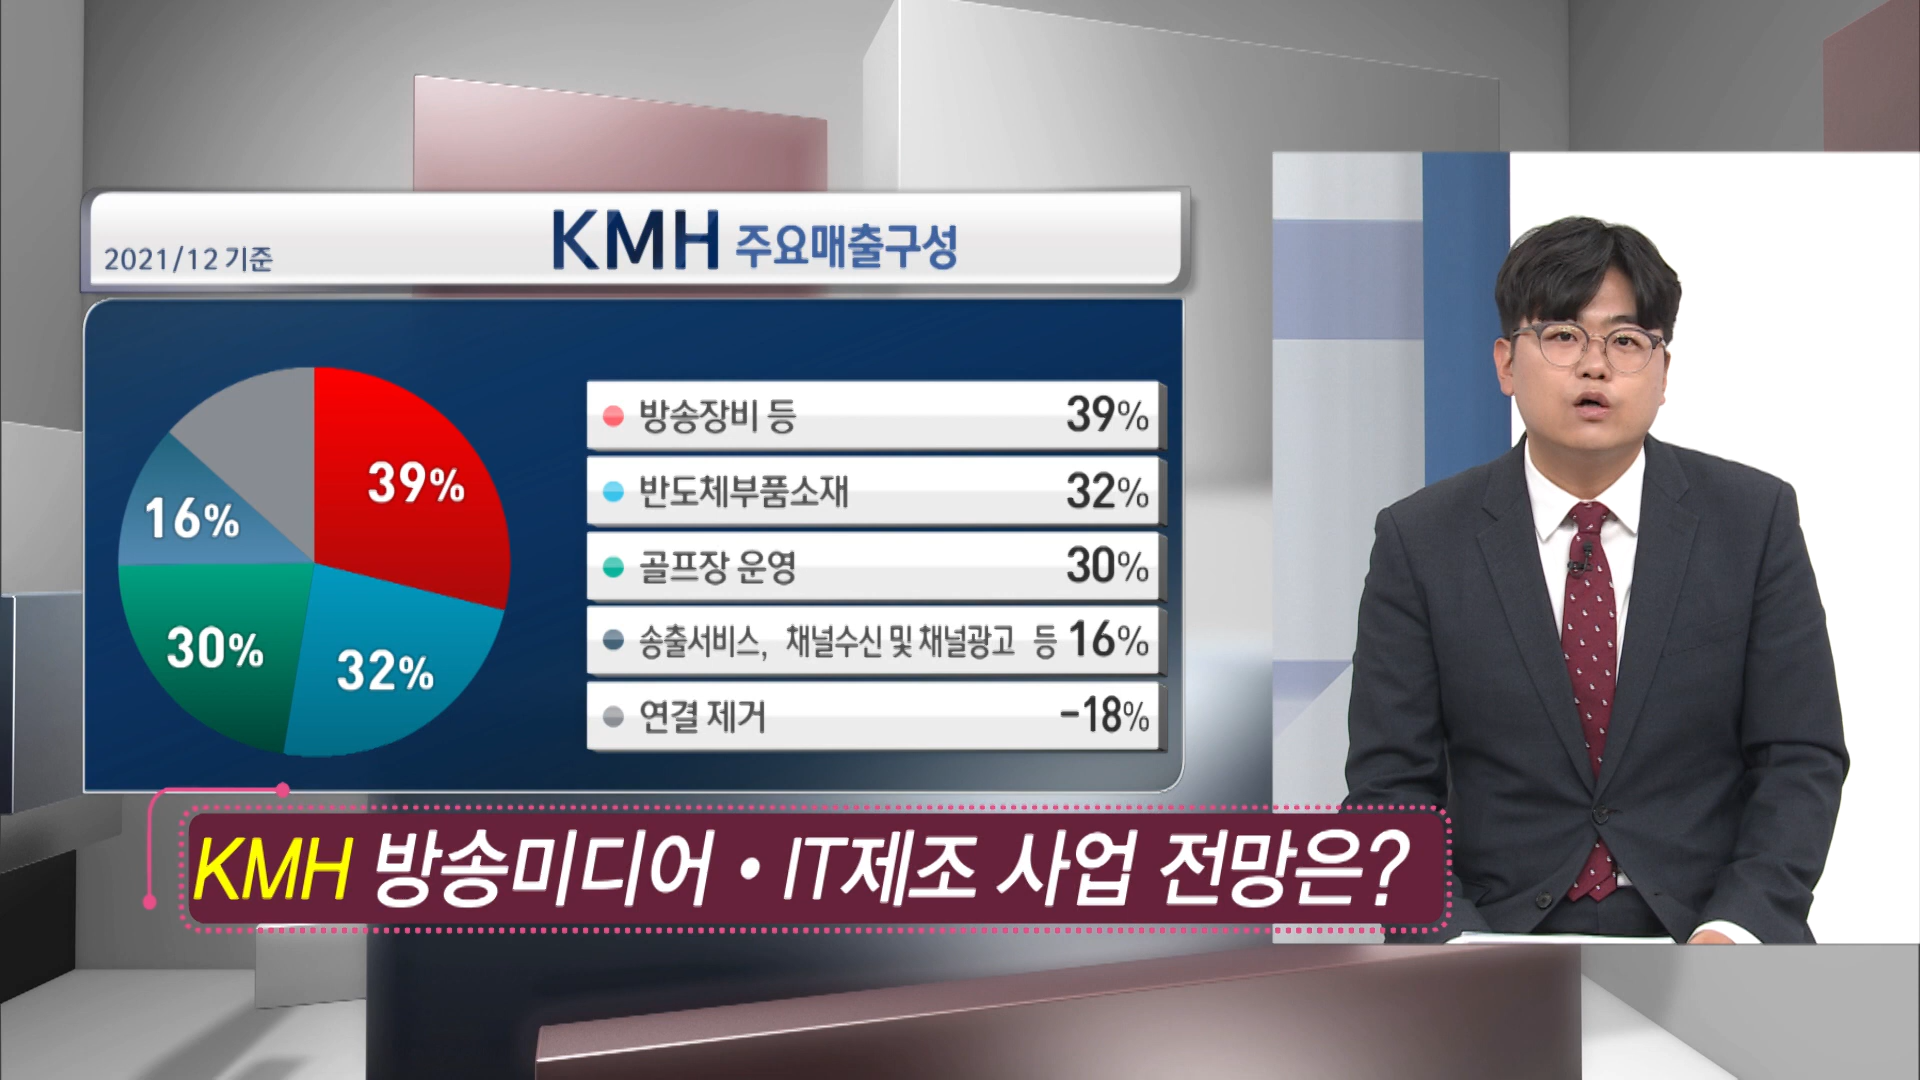 2021/12 기준
KMH 주요매출구성
39%
16%
30%
32%
방송장비 등 39%
반도체부품소재 32%
골프장 운영 30%
송출서비스, 채널수신 및 채널광고 등 16%
연결 제거 -18%
KMH 방송미디어·IT제조 사업 전망은?